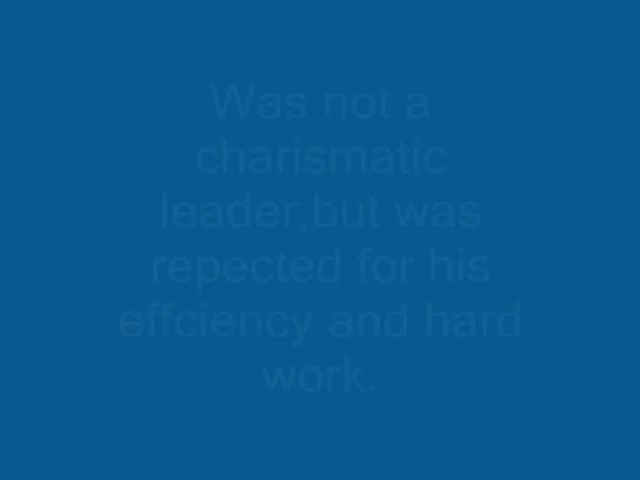 Was not a
charismatic
leader,but was
repected for his
effciency and hard
work.